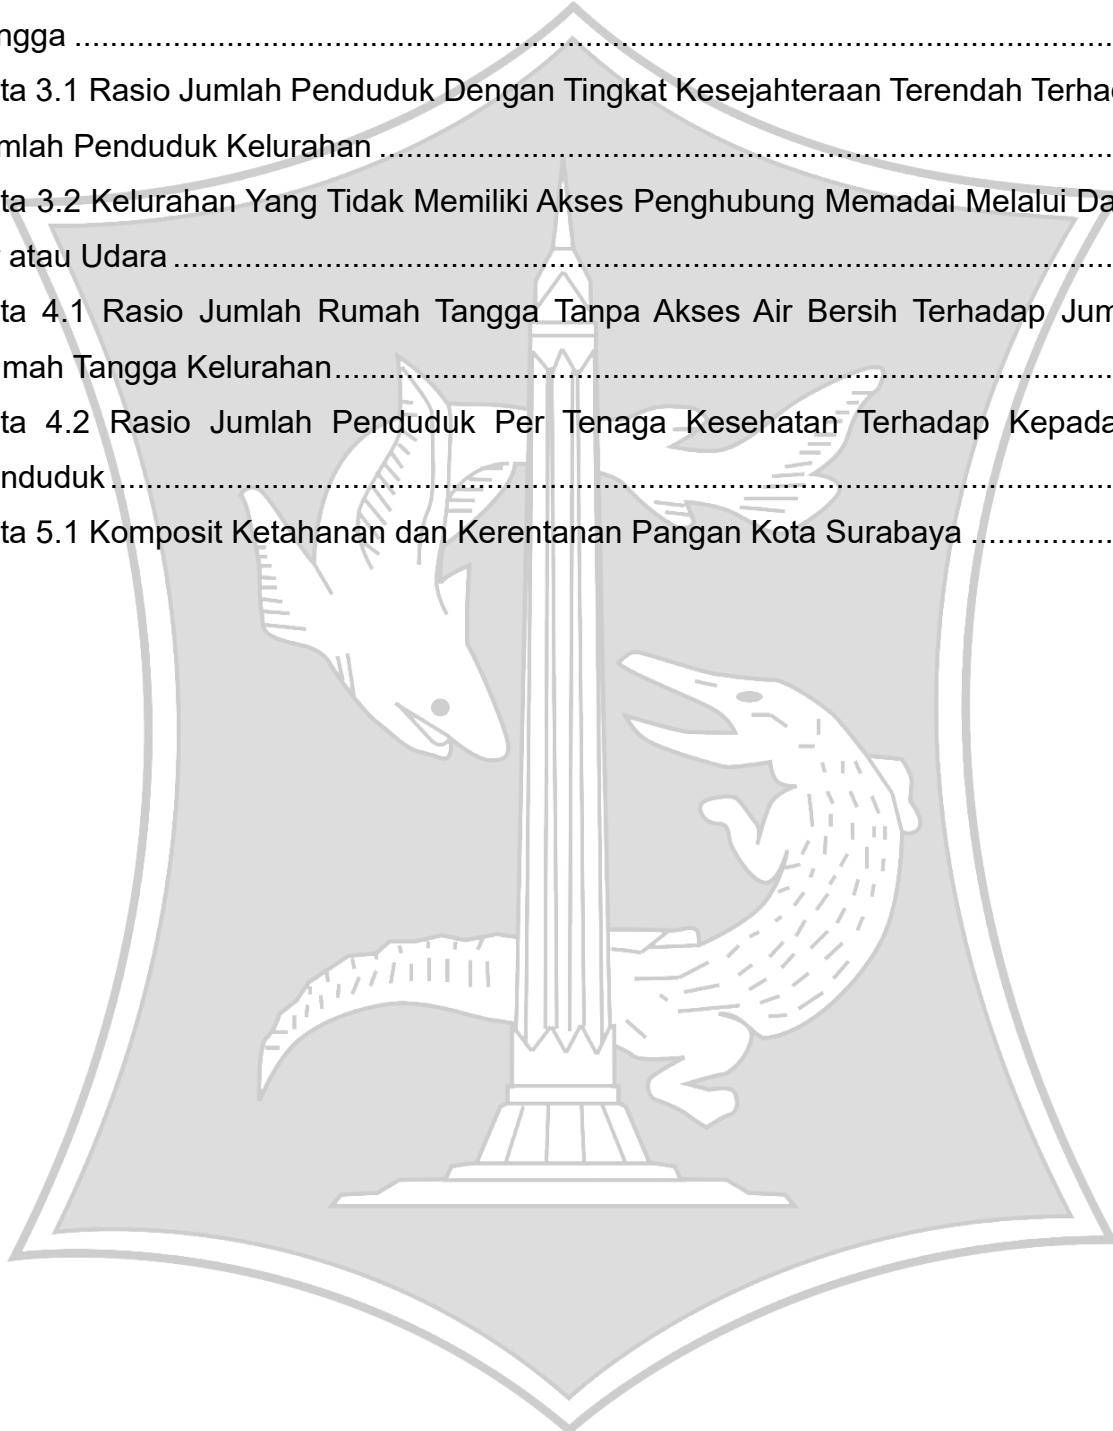 ngga ........................................................................................................................
ta 3.1 Rasio Jumlah Penduduk Dengan Tingkat Kesejahteraan Terendah Terhad
mlah Penduduk Kelurahan ...................................................................................
ta 3.2 Kelurahan Yang Tidak Memiliki Akses Penghubung Memadai Melalui Da
atau Udara ..........................................................................................................
ta 4.1 Rasio Jumlah Rumah Tangga Tanpa Akses Air Bersih Terhadap Jum
mah Tangga Kelurahan........................................................................................
ta 4.2 Rasio Jumlah Penduduk Per Tenaga Kesehatan Terhadap Kepada
nduduk ..................................................................................................................
ta 5.1 Komposit Ketahanan dan Kerentanan Pangan Kota Surabaya ................